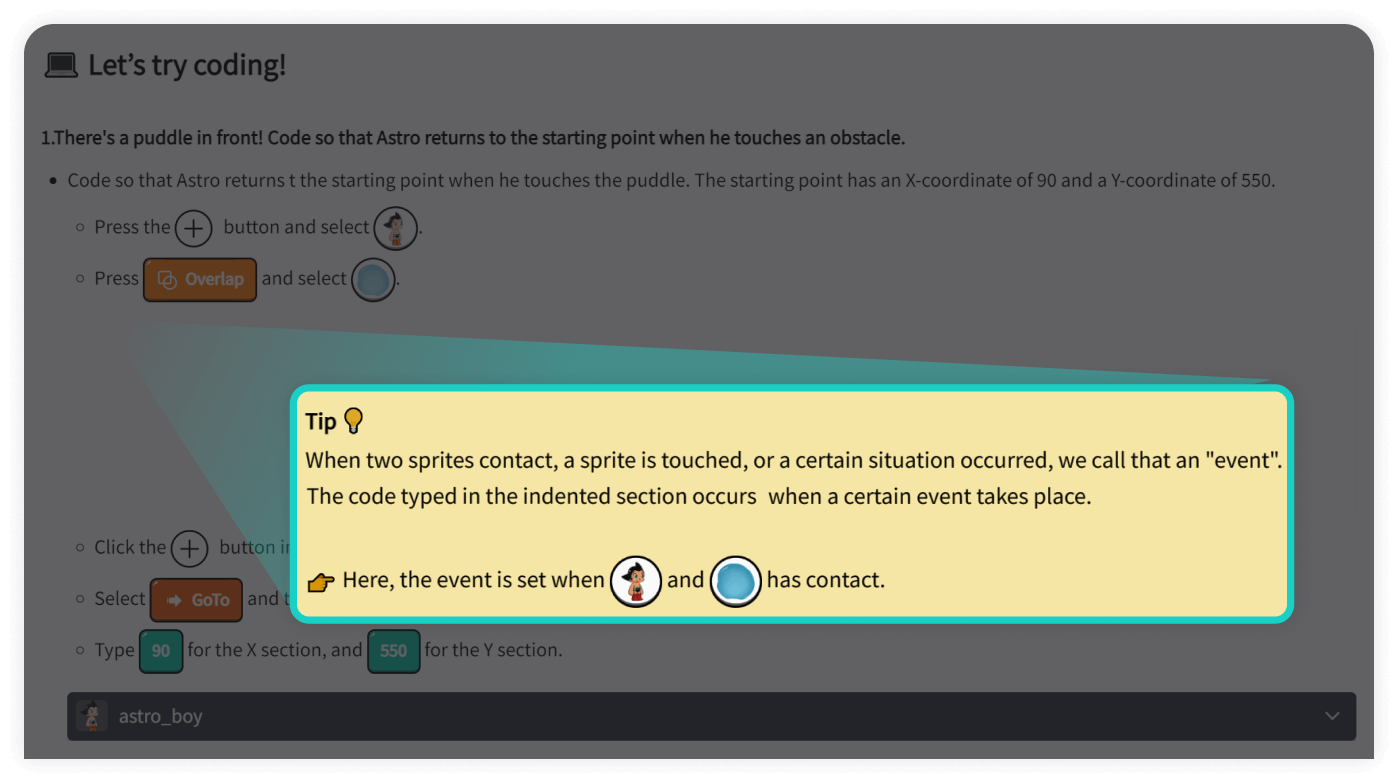 Let's try coding!
1.There's a puddle in front! Code so that Astro returns to the starting point when he touches an obstacle.
Code so that Astro returns t the starting point when he touches the puddle. The starting point has an X-coordinate of 90 and a Y-coordinate of 550.
Press the button and select .
Press Overlap and select .
Tip
When two sprites contact, a sprite is touched, or a certain situation occurred, we call that an "event".
The code typed in the indented section occurs when a certain event takes place.
Here, the event is set when and has contact.
Click the button
Select GoTo and
Type 90 for the X section, and 550 for the Y section.
astro_boy